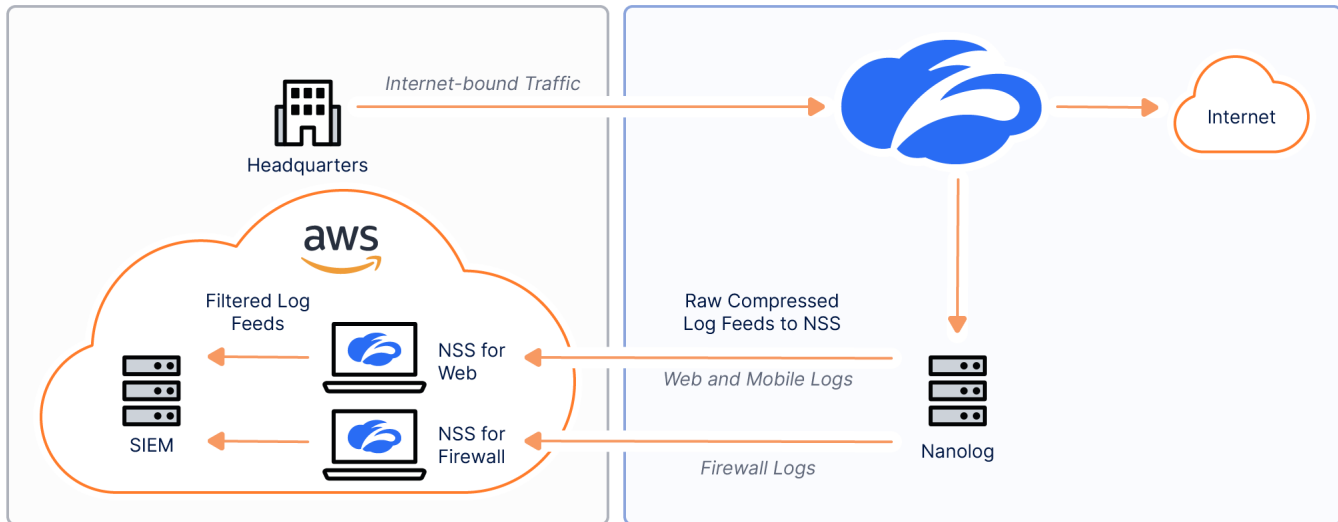 Internet-bound Traffic
Headquarters
Internet
aws
Filtered Log
Feeds
NSS for
Web
NSS for
Firewall
SIEM
Raw Compressed
Log Feeds to NSS
Web and Mobile Logs
Firewall Logs
Nanolog